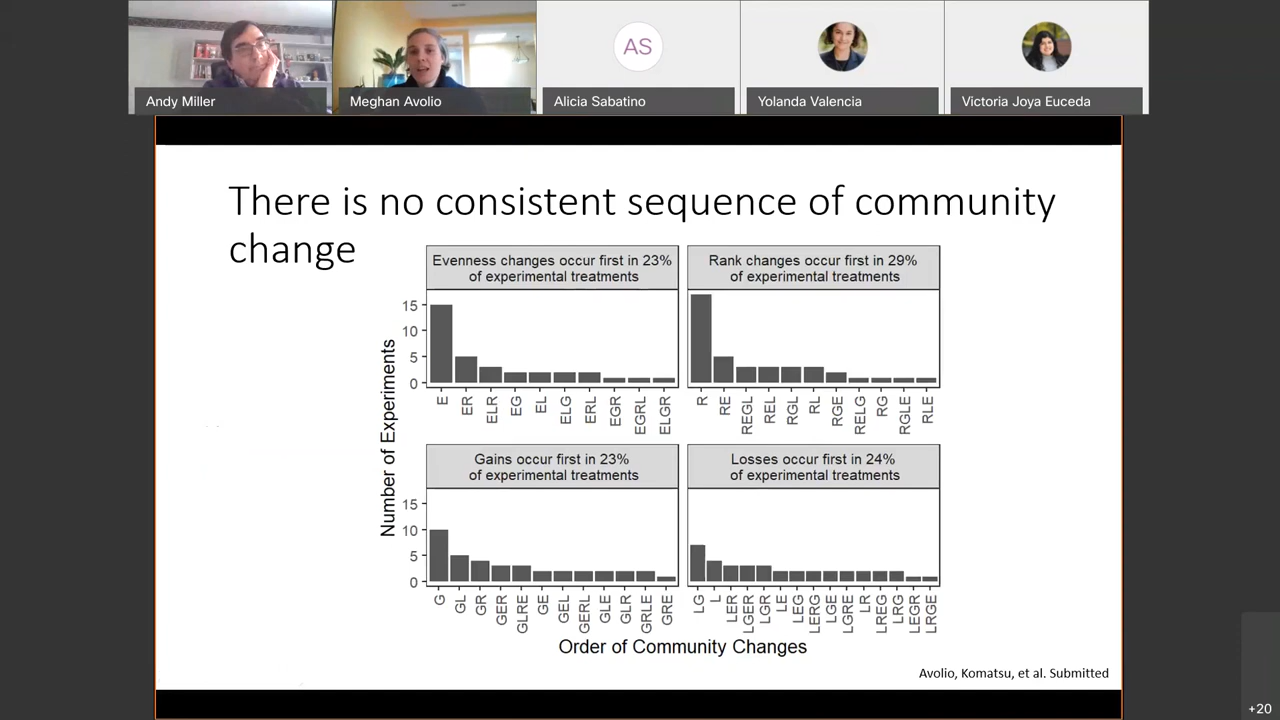 AS
Andy Miller
Meghan Avolio
Alicia Sabatino
Yolanda Valencia
Victoria Joya Euceda
There is no consistent sequence of community
change
Evenness changes occur first in 23%
of experimental treatments
Rank changes occur first in 29%
of experimental treatments
15
10
5
0
E
ER
ELR
EG
EL
ELG
ERL
EGR
EGRL
ELGR
R
RE
REGL
REL
RGL
RL
RGE
RELG
RG
RGLE
RLE
Number of Experiments
Gains occur first in 23%
of experimental treatments
Losses occur first in 24%
of experimental treatments
15
10
5
0
G
GL
GR
GER
GLRE
GE
GEL
GERL
GLE
GLR
GRLE
GRE
LG
L
LER
LGER
LGR
LE
LEG
LERG
LGE
LGRE
LR
LREG
LRG
LEGR
LRGE
Order of Community Changes
Avolio, Komatsu, et al. Submitted
+20